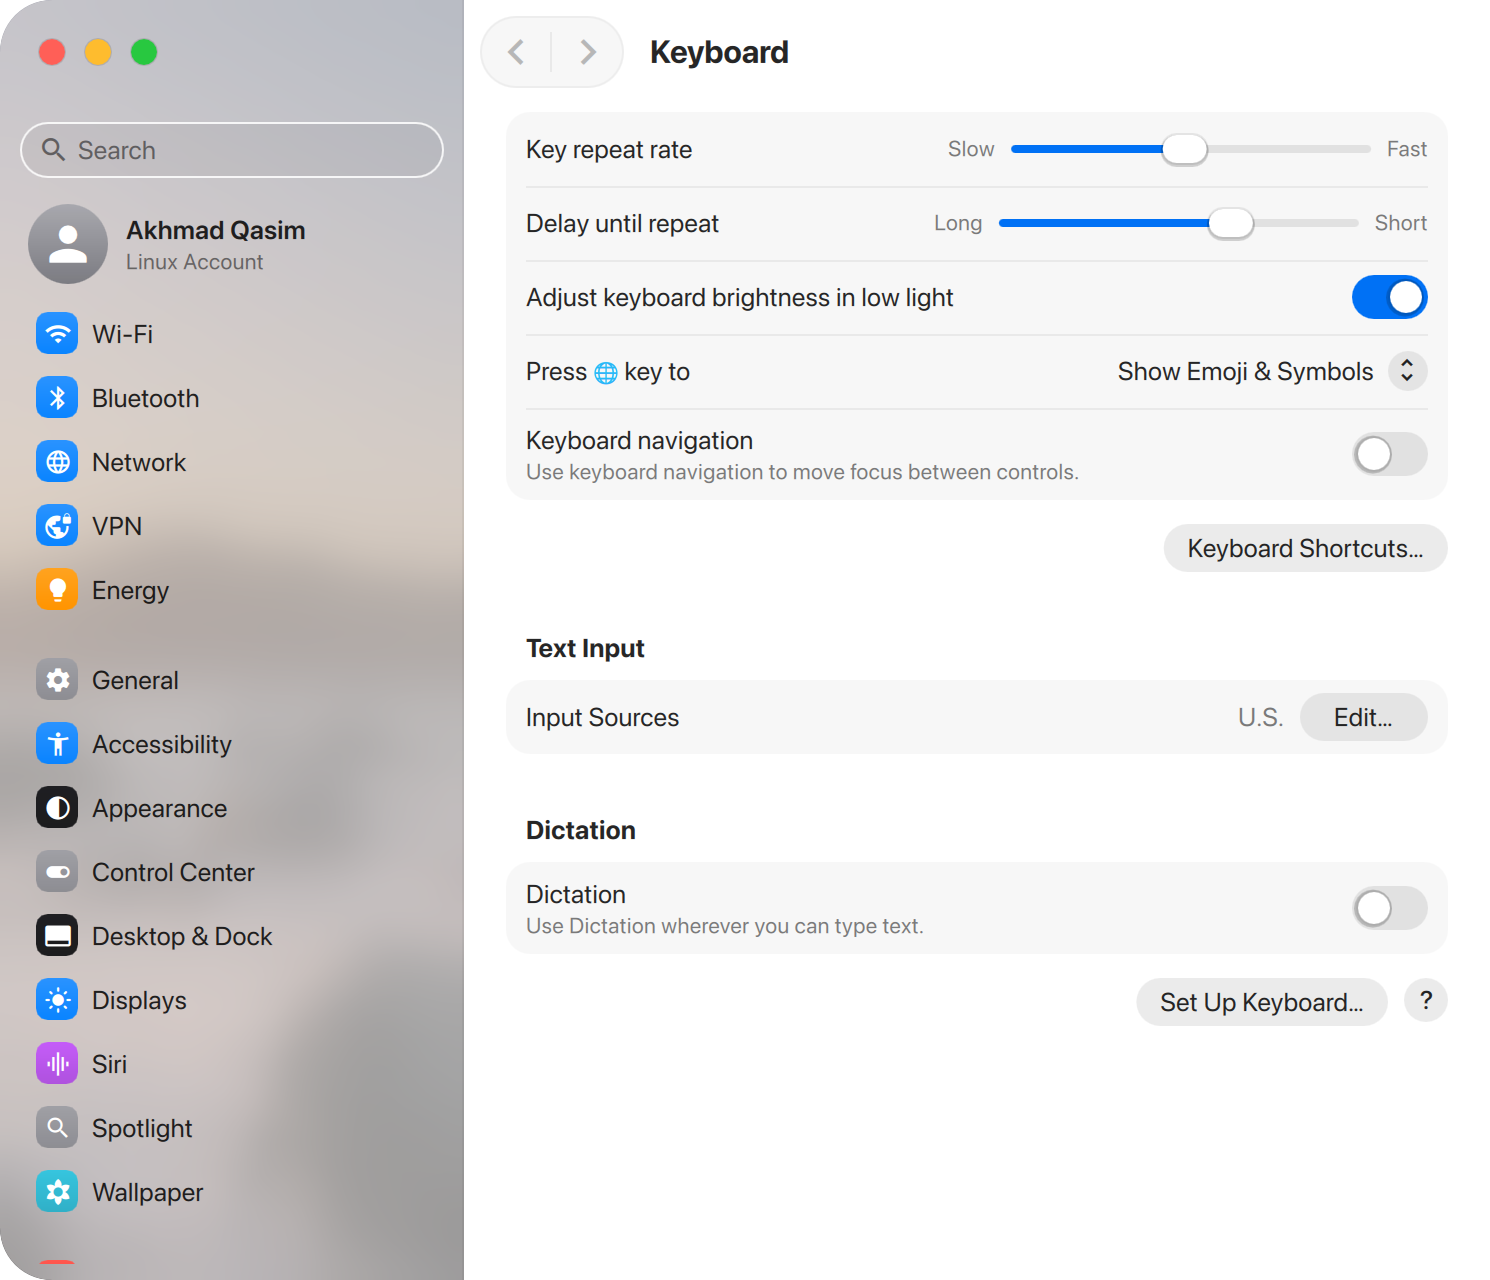 Search
Akhmad Qasim
Linux Account
Wi-Fi
Bluetooth
Network
VPN
Energy
General
Accessibility
Appearance
Control Center
Desktop & Dock
Displays
Siri
Spotlight
Wallpaper
Keyboard
Key repeat rate Slow Fast
Delay until repeat Long Short
Adjust keyboard brightness in low light
Press 🌐 key to Show Emoji & Symbols
Keyboard navigation
Use keyboard navigation to move focus between controls.
Keyboard Shortcuts...
Text Input
Input Sources U.S. Edit...
Dictation
Dictation
Use Dictation wherever you can type text.
Set Up Keyboard... ?